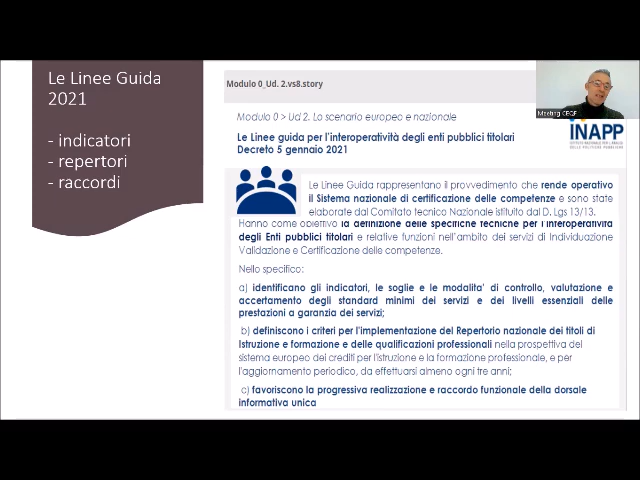 Le Linee Guida
2021
- indicatori
- repertori
- raccordi
Modulo 0_Ud. 2.vs8.story
Modulo 0 > Ud 2. Lo scenario europeo e nazionale
Le Linee guida per l'interoperatività degli enti pubblici titolari
Decreto 5 gennaio 2021
Meeting CEQF
INAPP
Le Linee Guida rappresentano il provvedimento che rende operativo
il Sistema nazionale di certificazione delle competenze e sono state
elaborate dal Comitato tecnico Nazionale istituito dal D. Lgs 13/13.
Hanno come obiettivo la definizione delle specifiche tecniche per l'interoperatività
degli Enti pubblici titolari e relative funzioni nell'ambito dei servizi di Individuazione
Validazione e Certificazione delle competenze.
Nello specifico:
a) identificano gli indicatori, le soglie e le modalita' di controllo, valutazione e
accertamento degli standard minimi dei servizi e dei livelli essenziali delle
prestazioni a garanzia dei servizi;
b) definiscono i criteri per l'implementazione del Repertorio nazionale dei titoli di
Istruzione e formazione e delle qualificazioni professionali nella prospettiva del
sistema europeo dei crediti per l'istruzione e la formazione professionale, e per
l'aggiornamento periodico, da effettuarsi almeno ogni tre anni;
c) favoriscono la progressiva realizzazione e raccordo funzionale della dorsale
informativa unica